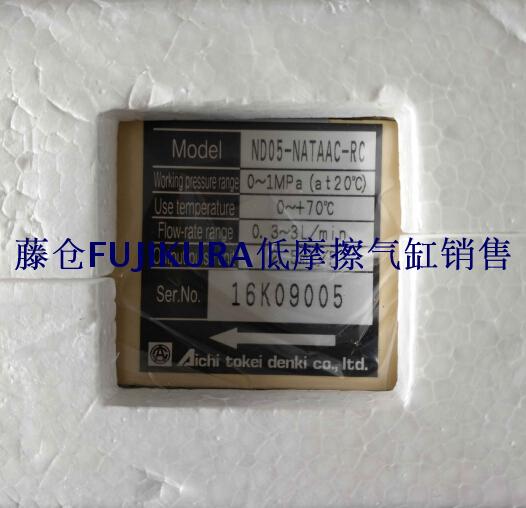 Model ND05-NATAAC-RC
Working pressure range 0~1MPa(at20℃)
Use temperature 0~+70℃
Flow-rate range 0.3~3L/min
藤仓FUJIKURA低摩擦气缸销售
Ser.No. 16K09005
Aichi tokei denki co., ltd.